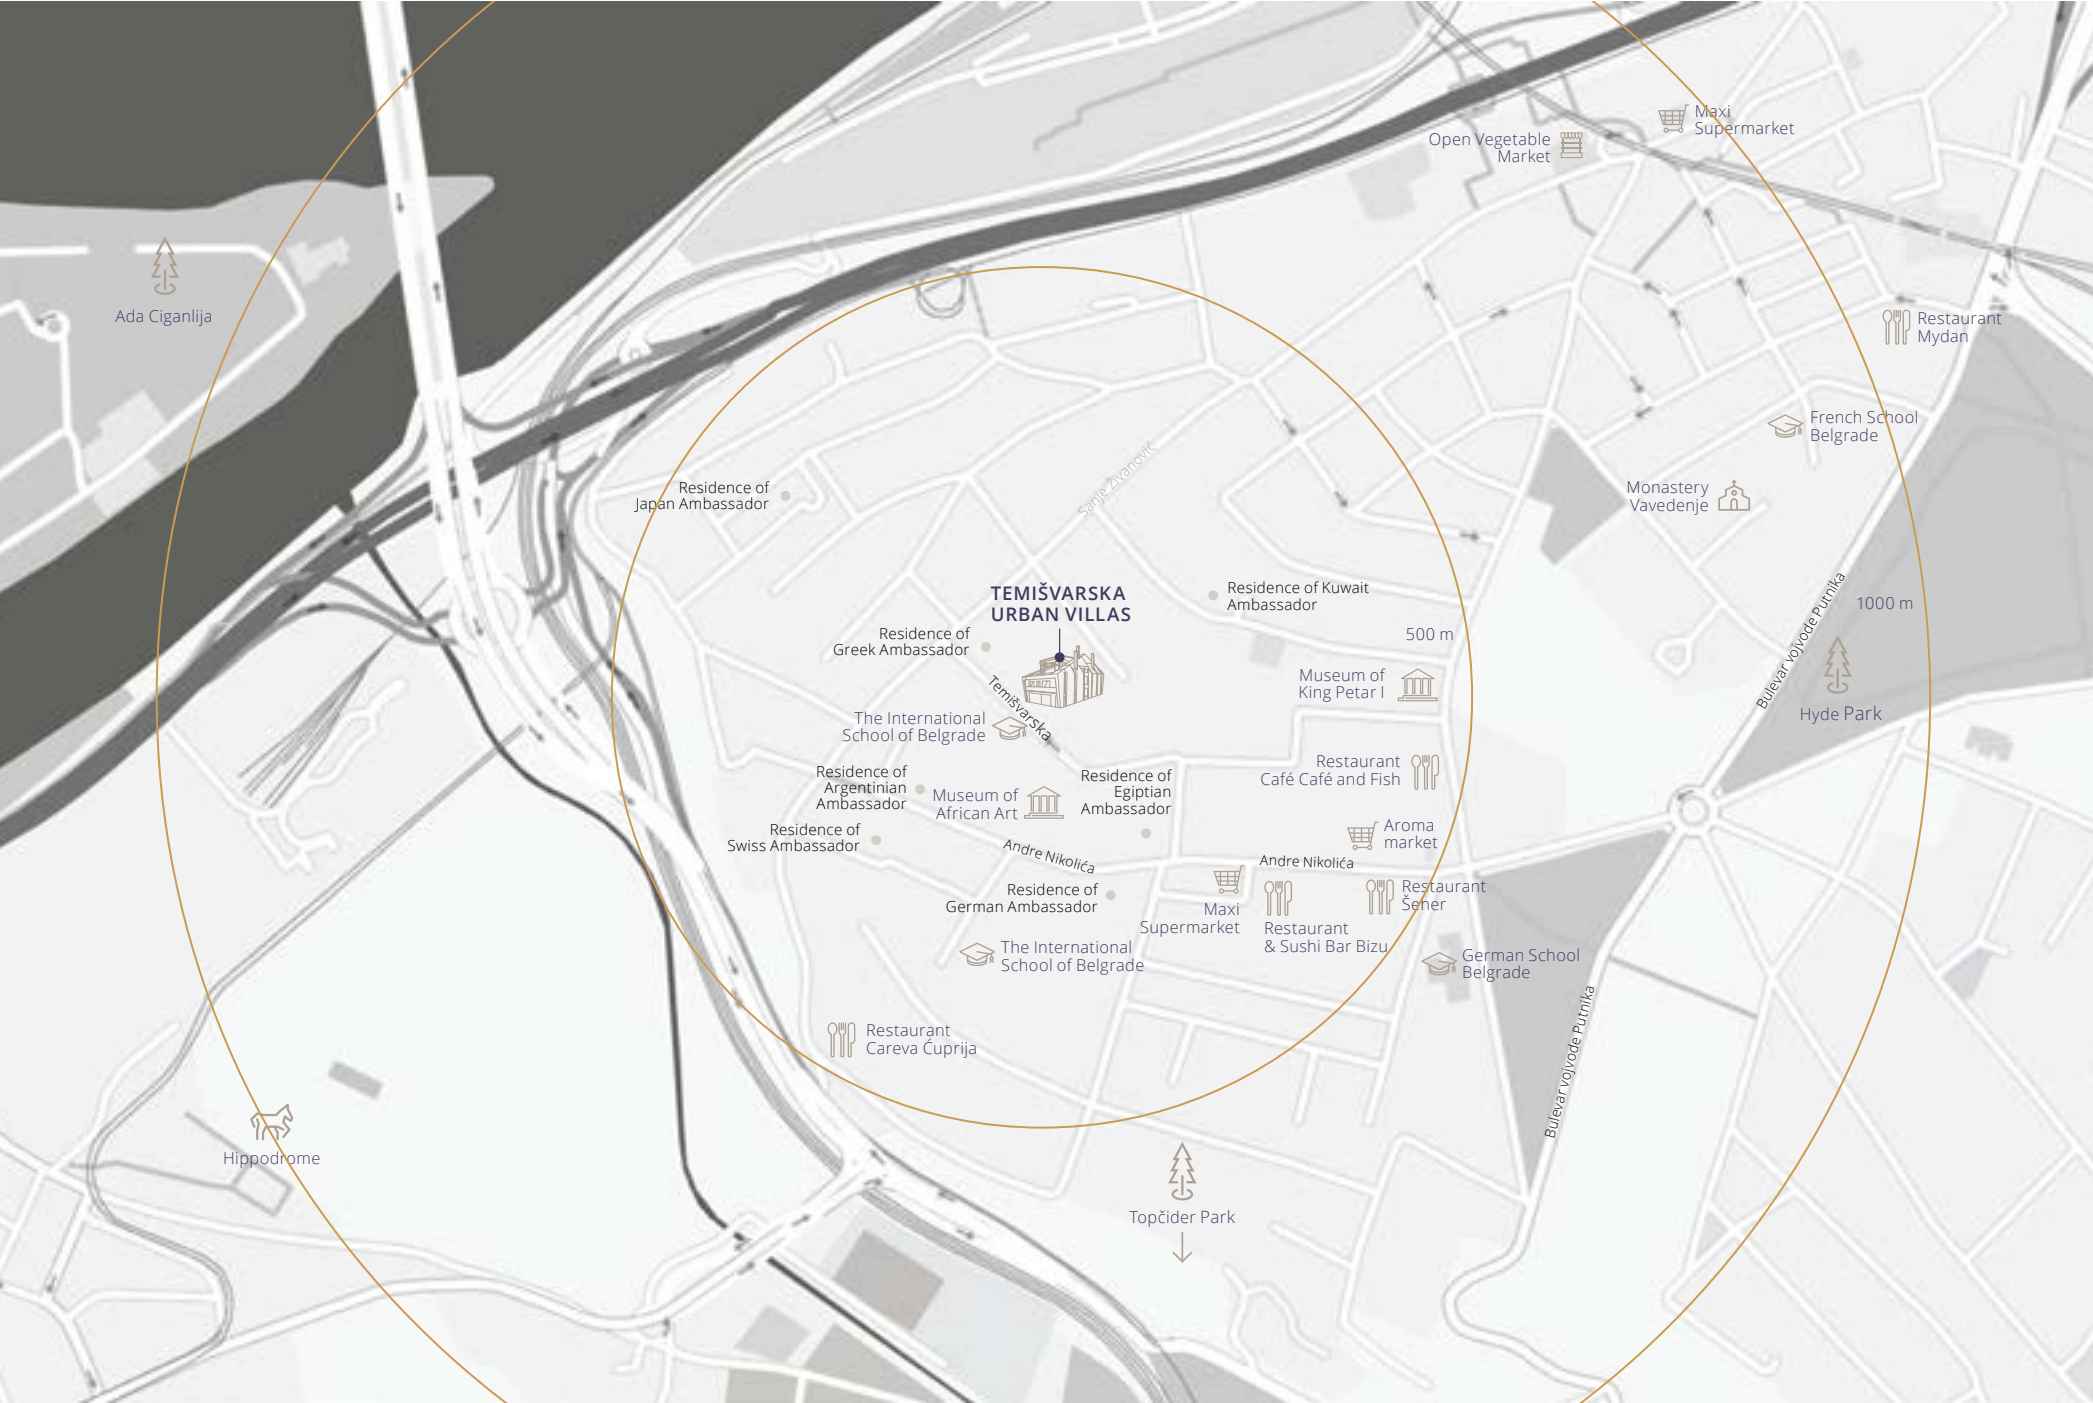 Maxi
Supermarket
Open Vegetable
Market
Ada Ciganlija
Restaurant
Mydan
French School
Belgrade
Monastery
Vavedenje
Residence of
Japan Ambassador
Sanje Živanović
TEMIŠVARSKA
URBAN VILLAS
Residence of Kuwait
Ambassador
1000 m
500 m
Bulevar vojvode Putnika
Residence of
Greek Ambassador
Temišvarska
Museum of
King Petar I
Hyde Park
The International
School of Belgrade
Restaurant
Café Café and Fish
Residence of
Argentinian
Ambassador
Museum of
African Art
Residence of
Egiptian
Ambassador
Residence of
Swiss Ambassador
Aroma
market
Andre Nikolića
Andre Nikolića
Residence of
German Ambassador
Maxi
Supermarket
Restaurant
& Sushi Bar Bizu
Restaurant
Šener
The International
School of Belgrade
German School
Belgrade
Bulevar vojvode Putnika
Restaurant
Careva Ćuprija
Hippodrome
Topčider Park